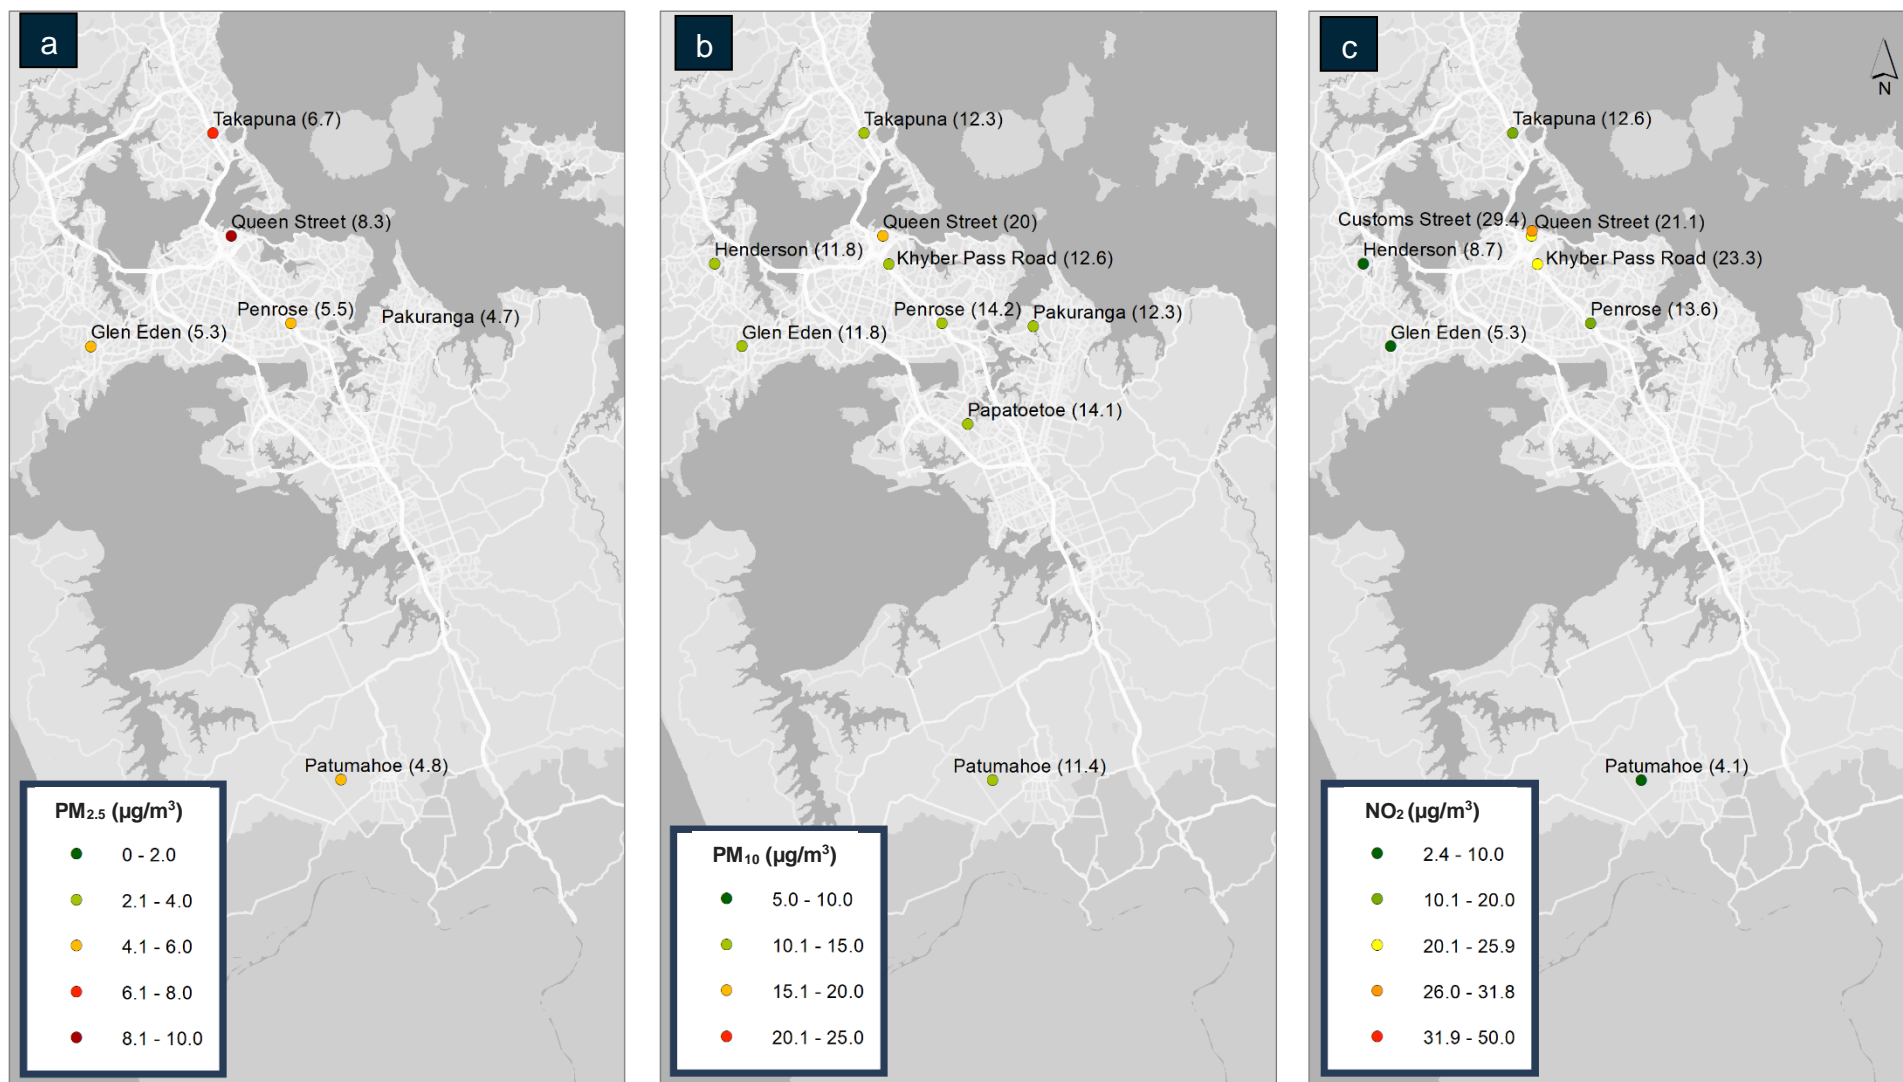 a
Takapuna (6.7)
Queen Street (8.3)
Penrose (5.5)
Pakuranga (4.7)
Glen Eden (5.3)
Patumahoe (4.8)
PM2.5 (µg/m³)
0 - 2.0
2.1 - 4.0
4.1 - 6.0
6.1 - 8.0
8.1 - 10.0
b
Takapuna (12.3)
Queen Street (20)
Henderson (11.8)
Khyber Pass Road (12.6)
Penrose (14.2)
Pakuranga (12.3)
Glen Eden (11.8)
Papatoetoe (14.1)
Patumahoe (11.4)
PM10 (µg/m³)
5.0 - 10.0
10.1 - 15.0
15.1 - 20.0
20.1 - 25.0
c
N
Takapuna (12.6)
Customs Street (29.4)
Queen Street (21.1)
Henderson (8.7)
Khyber Pass Road (23.3)
Penrose (13.6)
Glen Eden (5.3)
Patumahoe (4.1)
NO2 (µg/m³)
2.4 - 10.0
10.1 - 20.0
20.1 - 25.9
26.0 - 31.8
31.9 - 50.0